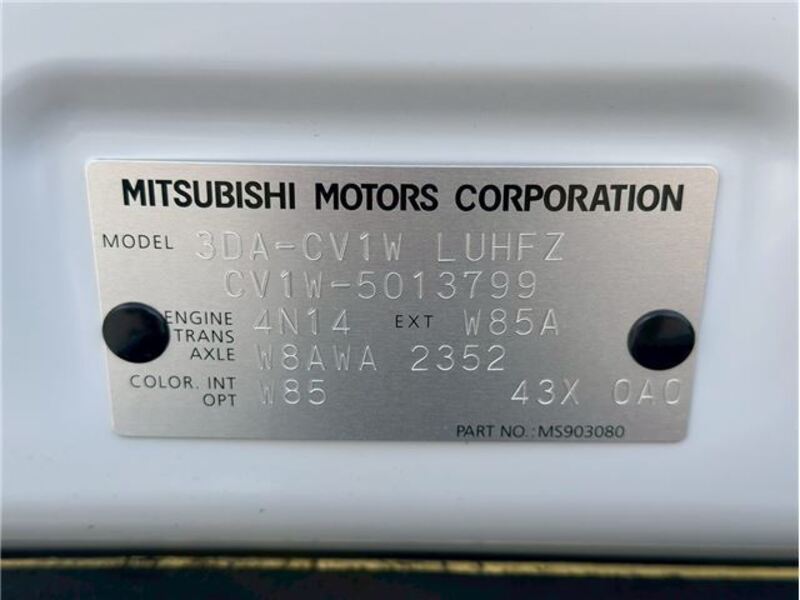 MITSUBISHI MOTORS CORPORATION
MODEL 3DA-CV1W LUHFZ
CV1W-5013799
ENGINE 4N14 EXT W85A
TRANS
AXLE W8AWA 2352
COLOR. INT W85 43X 0A0
OPT
PART NO.: MS903080